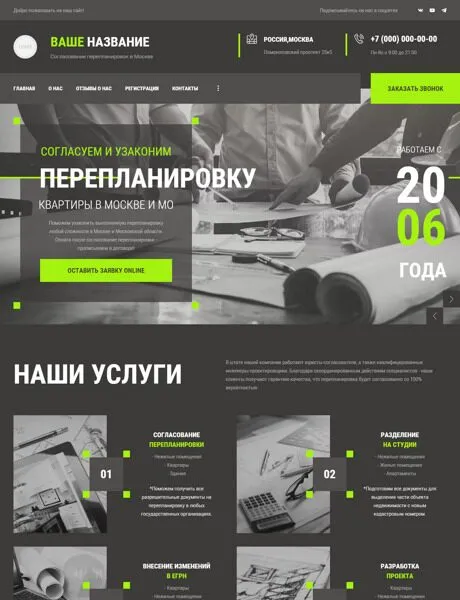 Добро пожаловать на наш сайт!
Подписывайтесь на нас в соцсетях
ВАШЕ НАЗВАНИЕ
Согласование перепланировок в Москве
РОССИЯ,МОСКВА
Ломоносовский проспект 25к5
+7 (000) 000-00-00
Пн-Вс с 9:00 до 21:00
ГЛАВНАЯ О НАС ОТЗЫВЫ О НАС РЕГИСТРАЦИЯ КОНТАКТЫ
ЗАКАЗАТЬ ЗВОНОК
СОГЛАСУЕМ И УЗАКОНИМ
ПЕРЕПЛАНИРОВКУ
КВАРТИРЫ В МОСКВЕ И МО
Поможем узаконить выполненную перепланировку
любой сложности в Москве и Московской области.
Оплата после согласования перепланировки -
прописываем в договор!
ОСТАВИТЬ ЗАЯВКУ ONLINE
РАБОТАЕМ С
20
06
ГОДА
НАШИ УСЛУГИ
В штате нашей компании работают юристы-согласователи, а также квалифицированные
инженеры-проектировщики. Благодаря скоординированным действиям специалистов - наши
клиенты получают гарантию качества, что перепланировка будет согласованна со 100%
вероятностью.
01
СОГЛАСОВАНИЕ
ПЕРЕПЛАНИРОВКИ
- Нежилые помещения
- Квартиры
- Здания
*Поможем получить все
разрешительные документы на
перепланировку в любых
государственных организациях.
02
РАЗДЕЛЕНИЕ
НА СТУДИИ
- Нежилые помещения
- Жилые помещения
- Апартаменты
*Подготовим все документы для
выделения части объекта
недвижимости с новым
кадастровым номером
ВНЕСЕНИЕ ИЗМЕНЕНИЙ
В ЕГРН
- Нежилые помещения
- Квартиры
РАЗРАБОТКА
ПРОЕКТА
- Нежилые помещения
- Квартиры